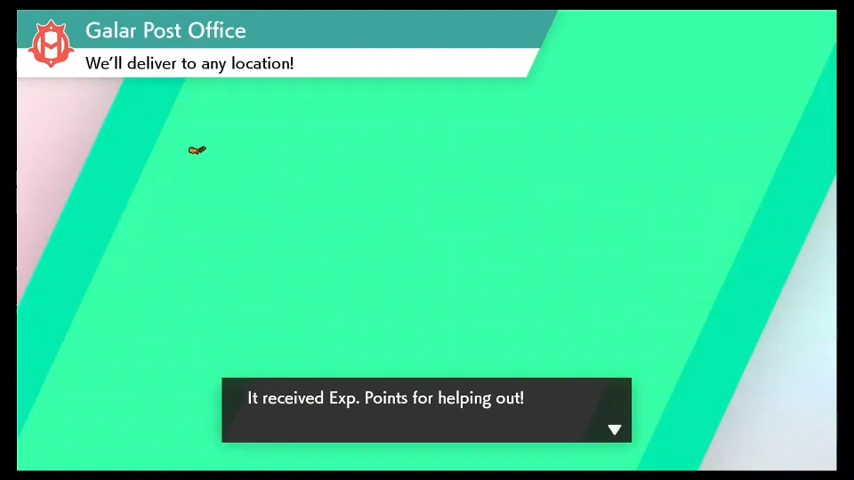 Galar Post Office
We'll deliver to any location!
It received Exp. Points for helping out!